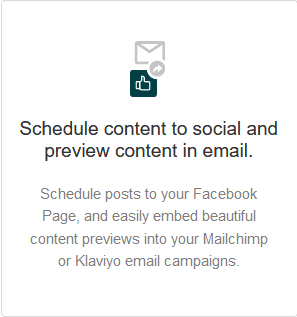 Schedule content to social and
preview content in email.
Schedule posts to your Facebook
Page, and easily embed beautiful
content previews into your Mailchimp
or Klaviyo email campaigns.